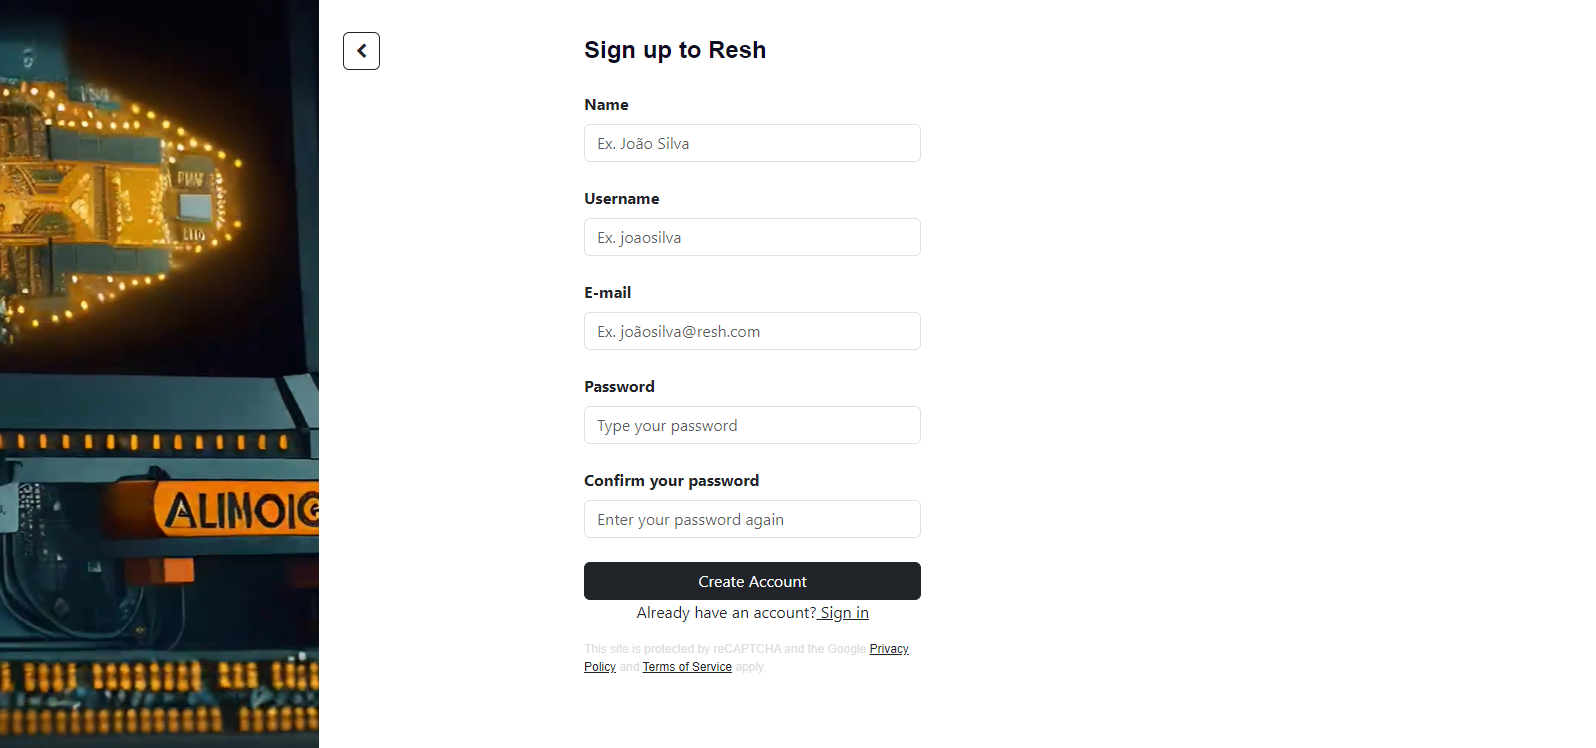 Sign up to Resh
Name
Ex. João Silva
Username
Ex. joaosilva
E-mail
Ex. joãosilva@resh.com
Password
Type your password
Confirm your password
Enter your password again
Create Account
Already have an account? Sign in
This site is protected by reCAPTCHA and the Google Privacy
Policy and Terms of Service apply.
ALIMOIG